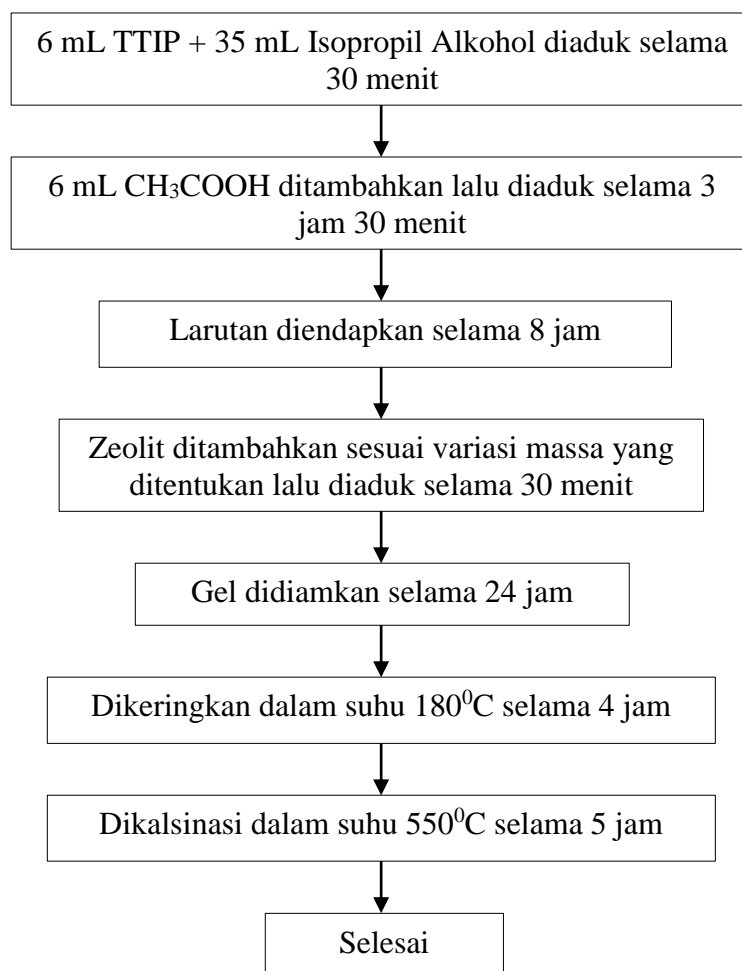 6 mL TTIP + 35 mL Isopropil Alkohol diaduk selama
30 menit
6 mL CH₃COOH ditambahkan lalu diaduk selama 3
jam 30 menit
Larutan diendapkan selama 8 jam
Zeolit ditambahkan sesuai variasi massa yang
ditentukan lalu diaduk selama 30 menit
Gel didiamkan selama 24 jam
Dikeringkan dalam suhu 180⁰C selama 4 jam
Dikalsinasi dalam suhu 550⁰C selama 5 jam
Selesai